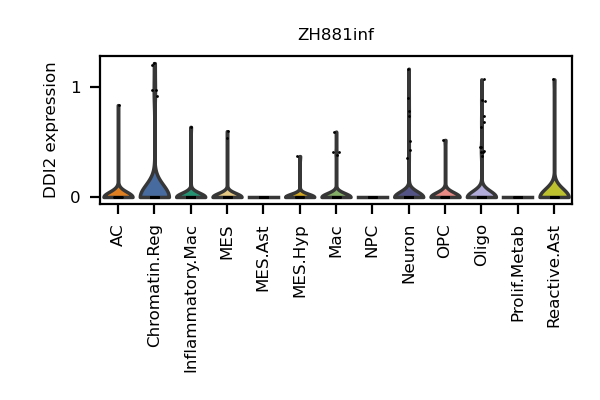 ZH881inf
DDI2 expression
1
0
AC
Chromatin.Reg
Inflammatory.Mac
MES
MES.Ast
MES.Hyp
Mac
NPC
Neuron
OPC
Oligo
Prolif.Metab
Reactive.Ast